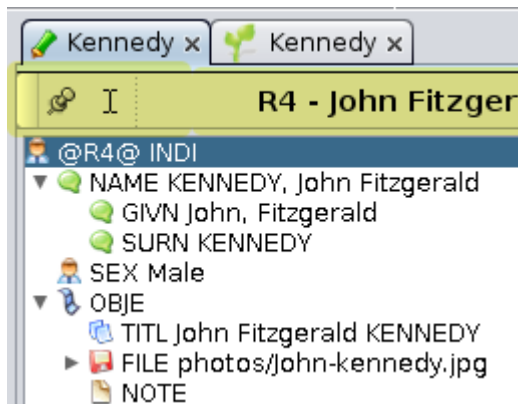 Kennedy x Kennedy x
R4 - John Fitzger
@R4@ INDI
NAME KENNEDY, John Fitzgerald
GIVN John, Fitzgerald
SURN KENNEDY
SEX Male
OBJE
TITL John Fitzgerald KENNEDY
FILE photos/John-kennedy.jpg
NOTE